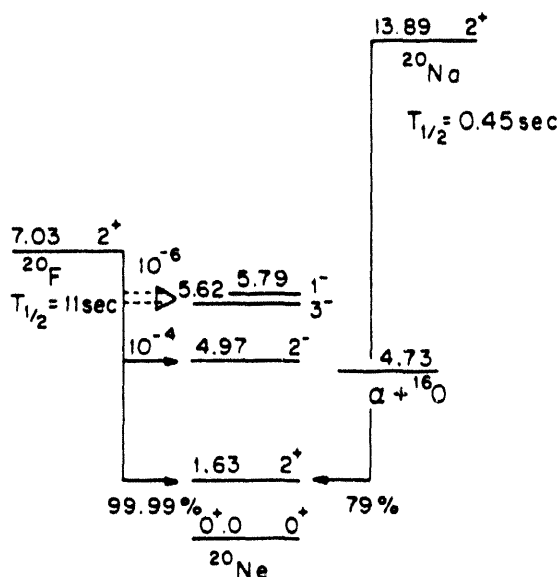 13.89 2⁺
²⁰Na
T₁/₂ = 0.45 sec
7.03 2⁺
²⁰F
T₁/₂ = 11 sec
10⁻⁶
5.62 5.79 1⁻
3⁻
10⁻⁴ 4.97 2⁻
4.73
α + ¹⁶O
1.63 2⁺
99.99% 79%
0⁺.0 0⁺
²⁰Ne